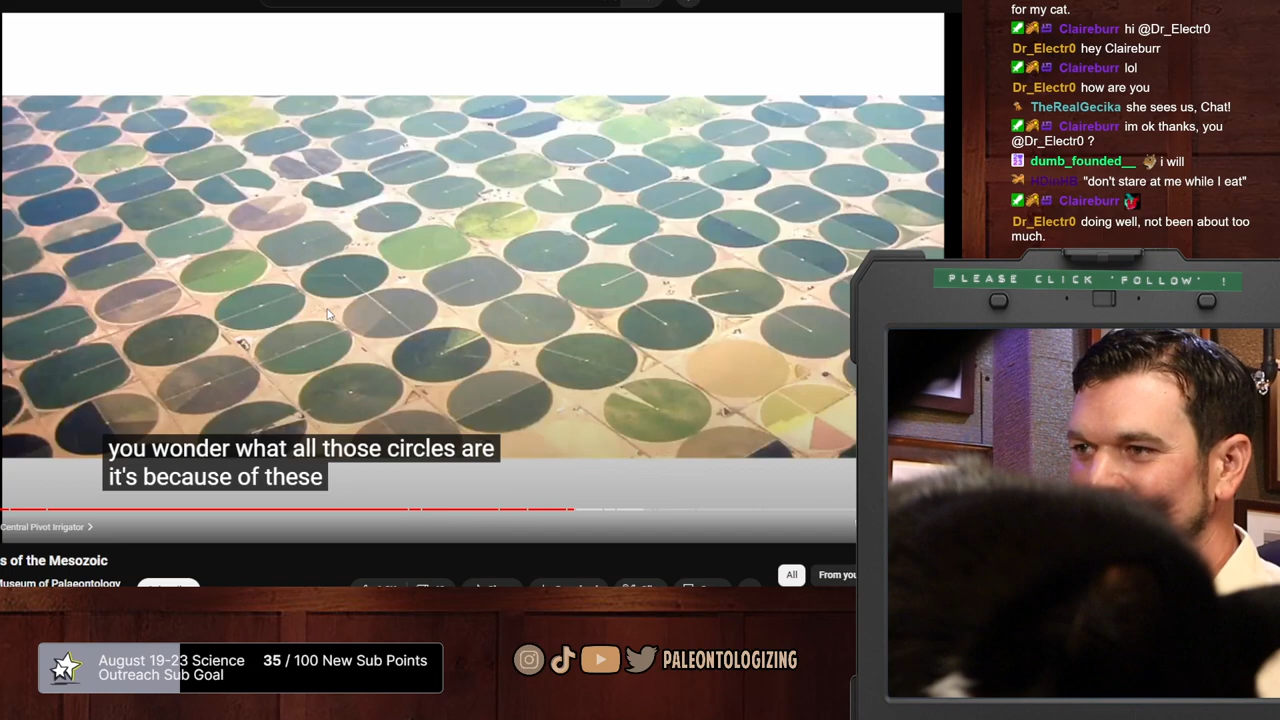 for my cat.
Claireburr hi @Dr_Electr0
Dr_Electr0 hey Claireburr
Claireburr lol
Dr_Electr0 how are you
TheRealGecika she sees us, Chat!
Claireburr im ok thanks, you
@Dr_Electr0 ?
dumb_founded__ i will
HDinHB "don't stare at me while I eat"
Claireburr
Dr_Electr0 doing well, not been about too
much.
PLEASE CLICK 'FOLLOW' !
you wonder what all those circles are
it's because of these
Central Pivot Irrigator
s of the Mesozoic
Museum of Palaeontology
All From you
August 19-23 Science 35 / 100 New Sub Points
Outreach Sub Goal
PALEONTOLOGIZING